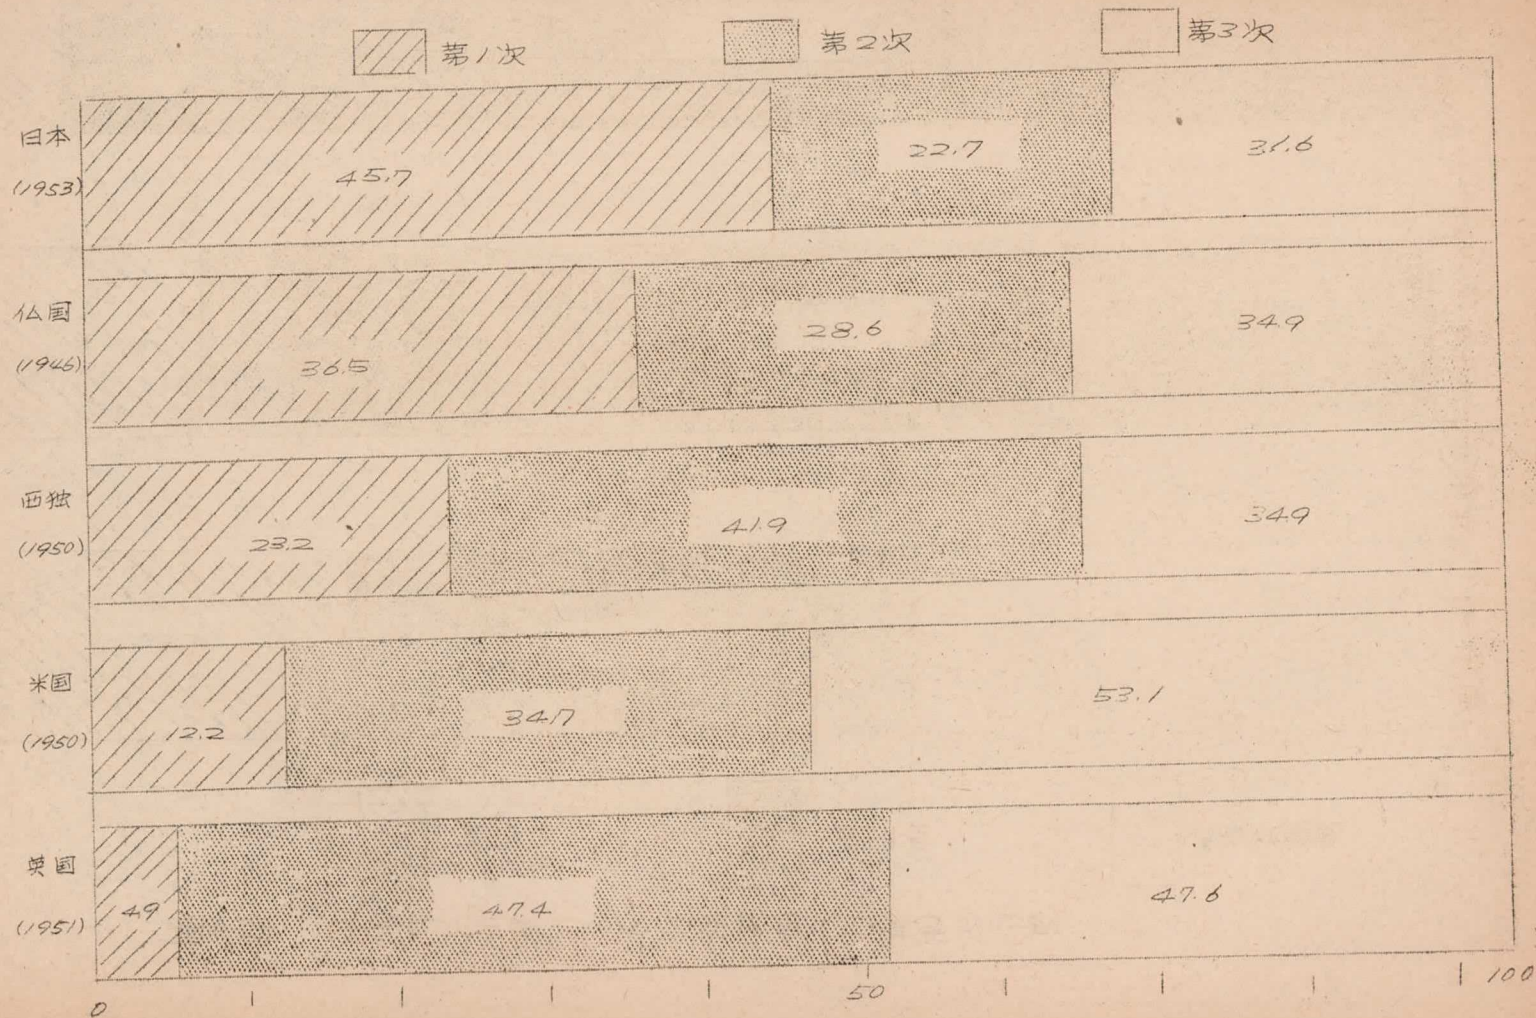 第1次 第2次 第3次
日本 45.7 22.7 31.6
(1953)
仏国 36.5 28.6 34.9
(1946)
西独 23.2 41.9 34.9
(1950)
米国 12.2 34.7 53.1
(1950)
英国 4.9 47.4 47.6
(1951)
0 50 100